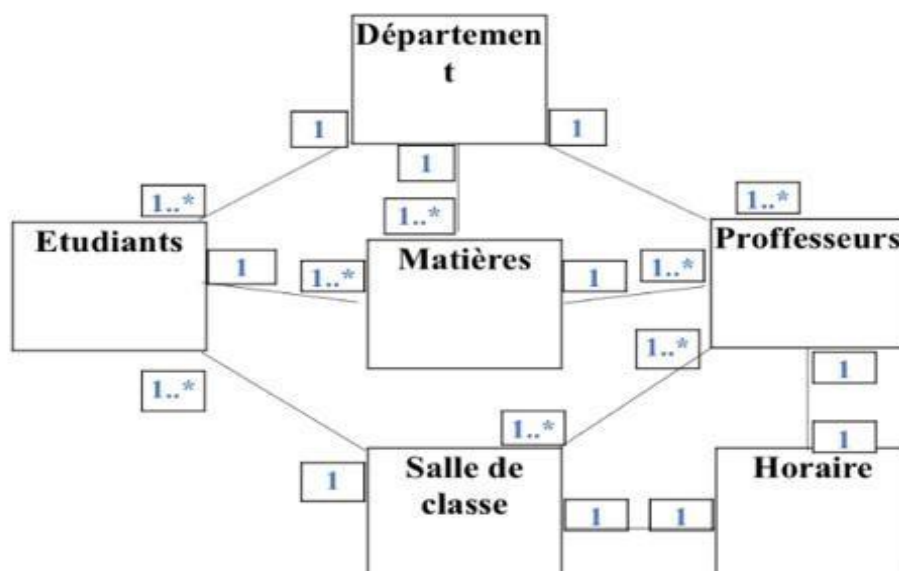 Départemen
t
1
1
1
1..*
1..*
1..*
Etudiants
Matières
Proffesseurs
1
1..*
1
1..*
1..*
1..*
1
1..*
1
1
Salle de
classe
Horaire
1
1